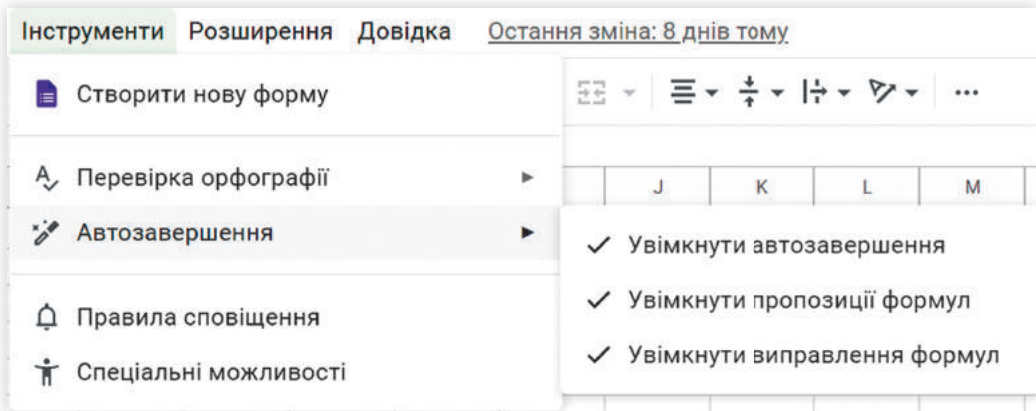 Інструменти Розширення Довідка Остання зміна: 8 днів тому
Створити нову форму
Перевірка орфографії
J K L M
Автозавершення
Увімкнути автозавершення
Увімкнути пропозиції формул
Увімкнути виправлення формул
Правила сповіщення
Спеціальні можливості